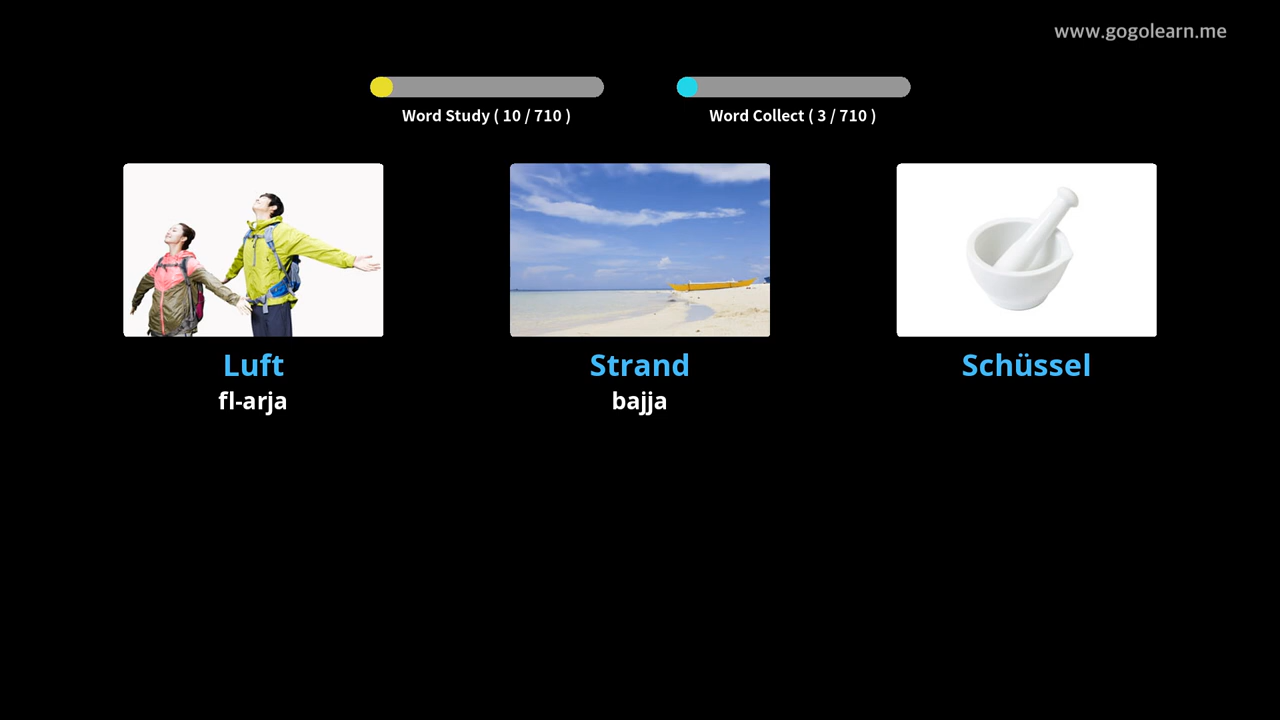 www.gogolearn.me
Word Study ( 10 / 710 )
Word Collect ( 3 / 710 )
Luft
fl-arja
Strand
bajja
Schüssel